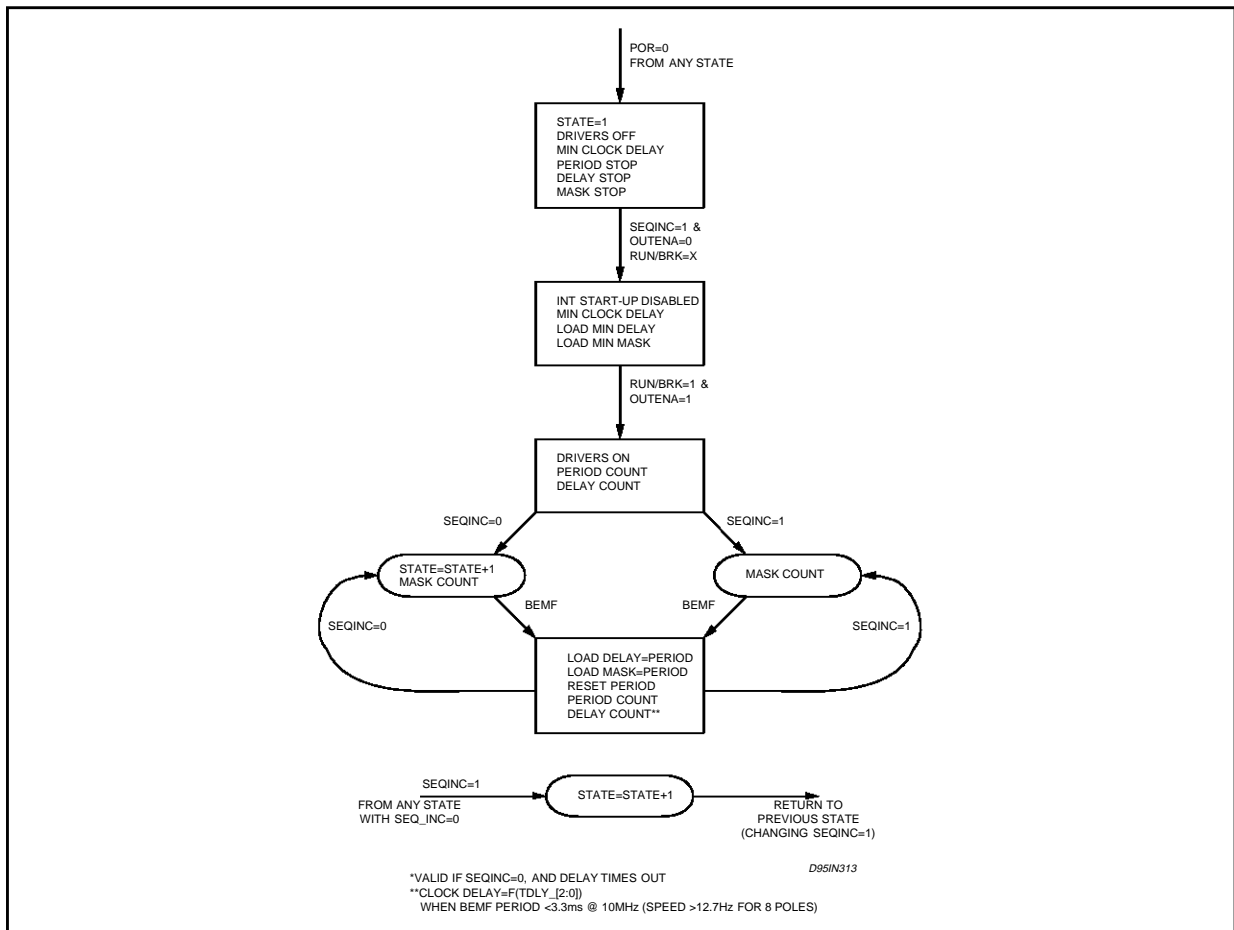 POR=0
FROM ANY STATE
STATE=1
DRIVERS OFF
MIN CLOCK DELAY
PERIOD STOP
DELAY STOP
MASK STOP
SEQINC=1 &
OUTENA=0
RUN/BRK=X
INT START-UP DISABLED
MIN CLOCK DELAY
LOAD MIN DELAY
LOAD MIN MASK
RUN/BRK=1 &
OUTENA=1
DRIVERS ON
PERIOD COUNT
DELAY COUNT
SEQINC=0
SEQINC=1
STATE=STATE+1
MASK COUNT
MASK COUNT
BEMF
BEMF
SEQINC=0
SEQINC=1
LOAD DELAY=PERIOD
LOAD MASK=PERIOD
RESET PERIOD
PERIOD COUNT
DELAY COUNT**
SEQINC=1
FROM ANY STATE
WITH SEQ_INC=0
STATE=STATE+1
RETURN TO
PREVIOUS STATE
(CHANGING SEQINC=1)
D95IN313
*VALID IF SEQINC=0, AND DELAY TIMES OUT
**CLOCK DELAY=F(TDLY_[2:0])
WHEN BEMF PERIOD <3.3ms @ 10MHz (SPEED >12.7Hz FOR 8 POLES)